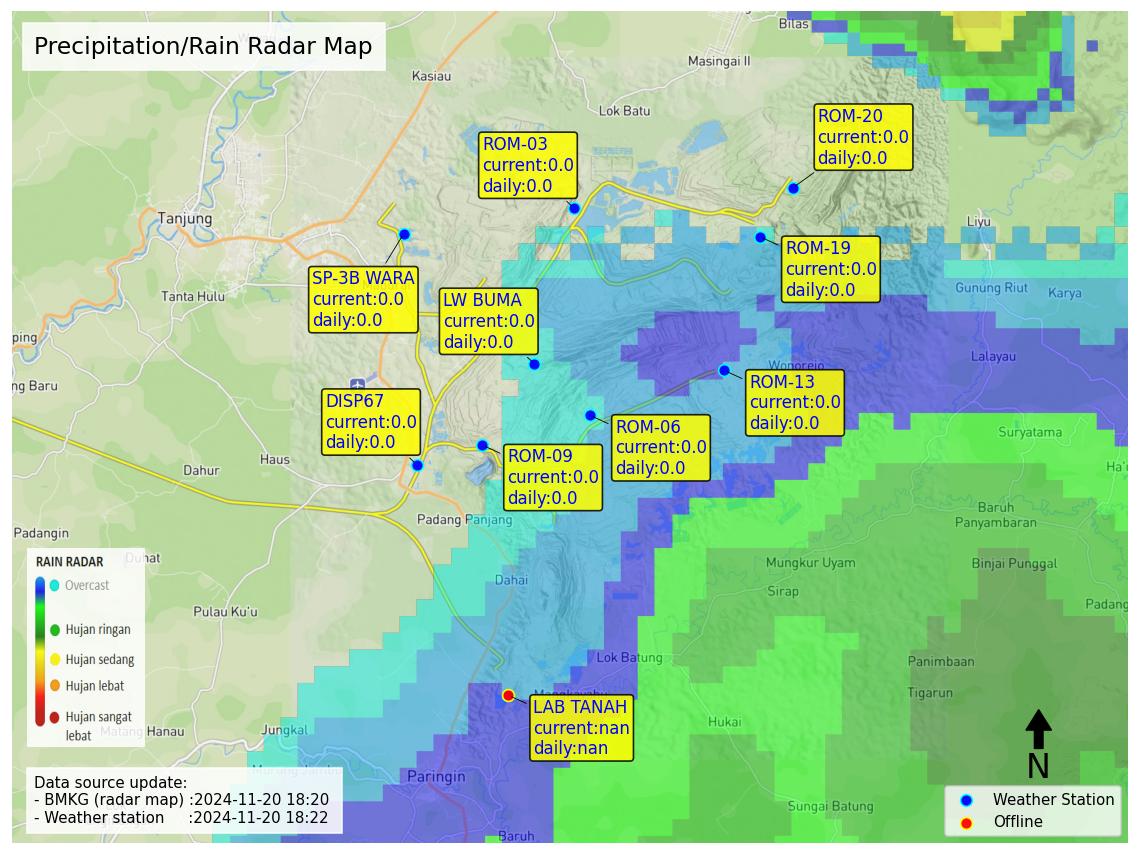 Precipitation/Rain Radar Map
Bilas
Masingai II
Kasiau
Lok Batu
ROM-20
current:0.0
daily:0.0
ROM-03
current:0.0
daily:0.0
Tanjung
Liyu
ROM-19
current:0.0
daily:0.0
SP-3B WARA
current:0.0
daily:0.0
Tanta Hulu
LW BUMA
current:0.0
daily:0.0
Gunung Riut
Karya
ping
Lalayau
Wonorejo
ng Baru
ROM-13
current:0.0
daily:0.0
DISP67
current:0.0
daily:0.0
ROM-06
current:0.0
daily:0.0
Suryatama
ROM-09
current:0.0
daily:0.0
Haus
Dahur
Ha'u
Padang Panjang
Baruh
Panyambaran
Padangin
Duhat
Mungkur Uyam
Binjai Punggal
Dahai
Sirap
Padang
Pulau Ku'u
RAIN RADAR
Overcast
Hujan ringan
Hujan sedang
Hujan lebat
Hujan sangat
lebat
Lok Batung
Panimbaan
Tigarun
LAB TANAH
current:nan
daily:nan
Hukai
Matang Hanau
Jungkal
Paringin
N
Data source update:
- BMKG (radar map) :2024-11-20 18:20
- Weather station :2024-11-20 18:22
Sungai Batung
Baruh
Weather Station
Offline